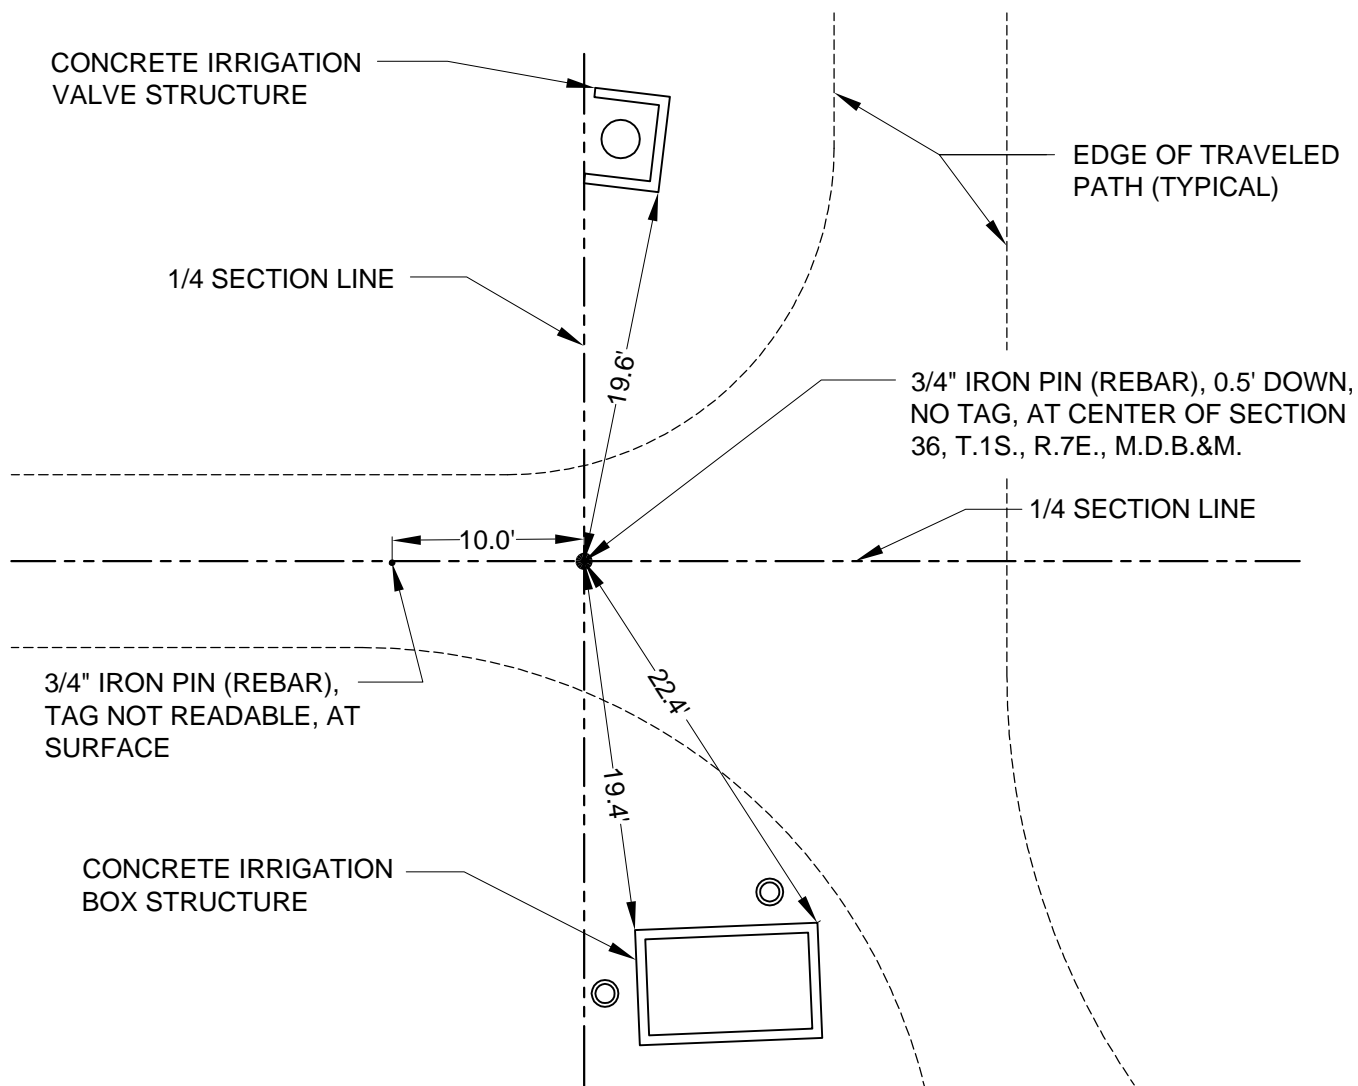 CONCRETE IRRIGATION
VALVE STRUCTURE
EDGE OF TRAVELED
PATH (TYPICAL)
1/4 SECTION LINE
19.6'
3/4" IRON PIN (REBAR), 0.5' DOWN,
NO TAG, AT CENTER OF SECTION
36, T.1S., R.7E., M.D.B.&M.
1/4 SECTION LINE
10.0'
3/4" IRON PIN (REBAR),
TAG NOT READABLE, AT
SURFACE
22.4'
19.4'
CONCRETE IRRIGATION
BOX STRUCTURE